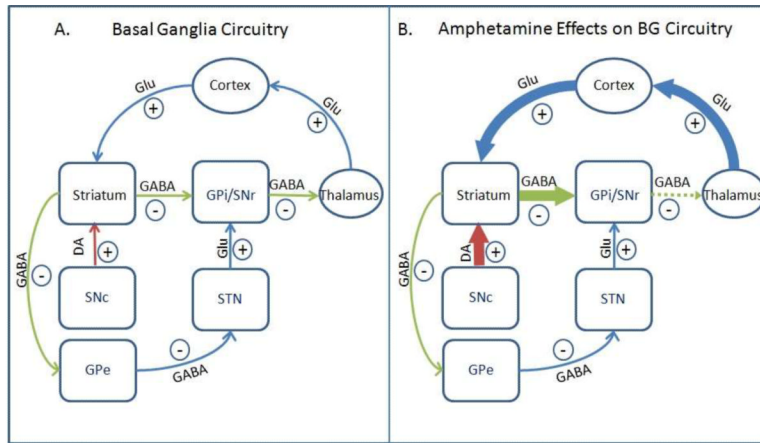 A. Basal Ganglia Circuitry
Glu
+
Cortex
Glu
+
Striatum
GABA
-
GPi/SNr
GABA
-
Thalamus
GABA
-
DA
+
Glu
+
SNc
STN
GPe
-
GABA
B. Amphetamine Effects on BG Circuitry
Glu
+
Cortex
Glu
+
Striatum
GABA
-
GPi/SNr
GABA
-
Thalamus
GABA
-
DA
+
Glu
+
SNc
STN
GPe
-
GABA